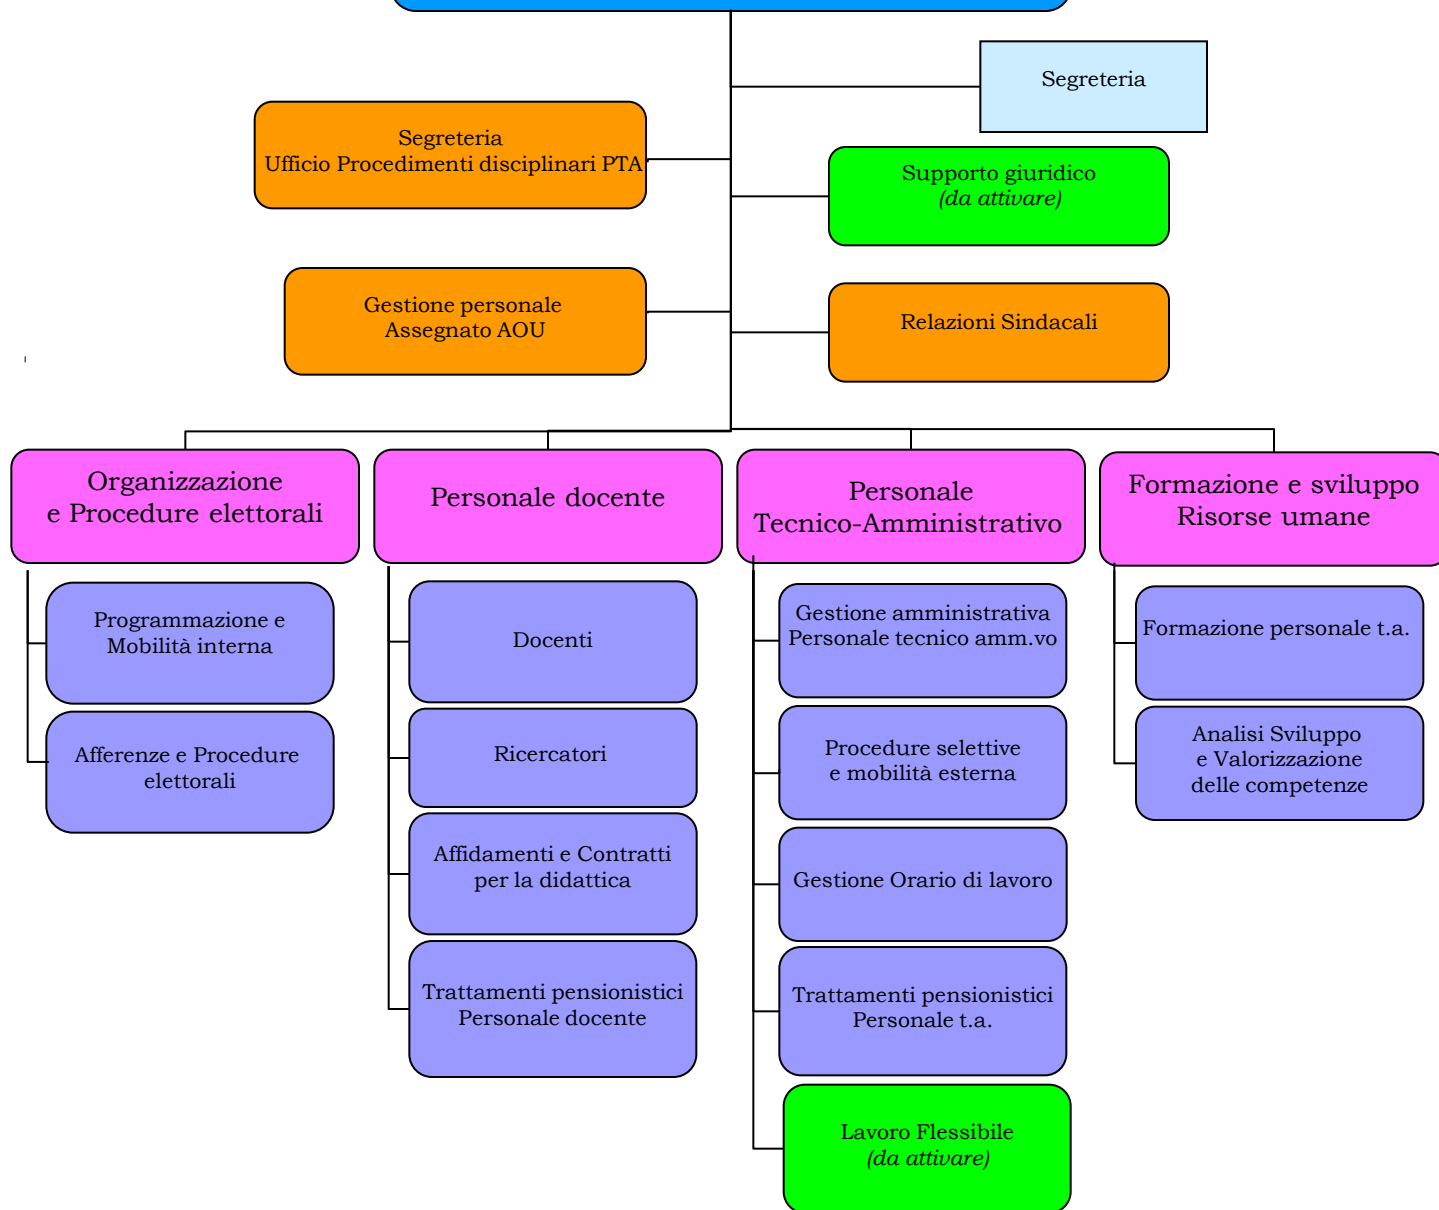 Segreteria
Segreteria
Ufficio Procedimenti disciplinari PTA
Supporto giuridico
(da attivare)
Gestione personale
Assegnato AOU
Relazioni Sindacali
Organizzazione
e Procedure elettorali
Personale docente
Personale
Tecnico-Amministrativo
Formazione e sviluppo
Risorse umane
Programmazione e
Mobilità interna
Afferenze e Procedure
elettorali
Docenti
Ricercatori
Affidamenti e Contratti
per la didattica
Trattamenti pensionistici
Personale docente
Gestione amministrativa
Personale tecnico amm.vo
Procedure selettive
e mobilità esterna
Gestione Orario di lavoro
Trattamenti pensionistici
Personale t.a.
Lavoro Flessibile
(da attivare)
Formazione personale t.a.
Analisi Sviluppo
e Valorizzazione
delle competenze